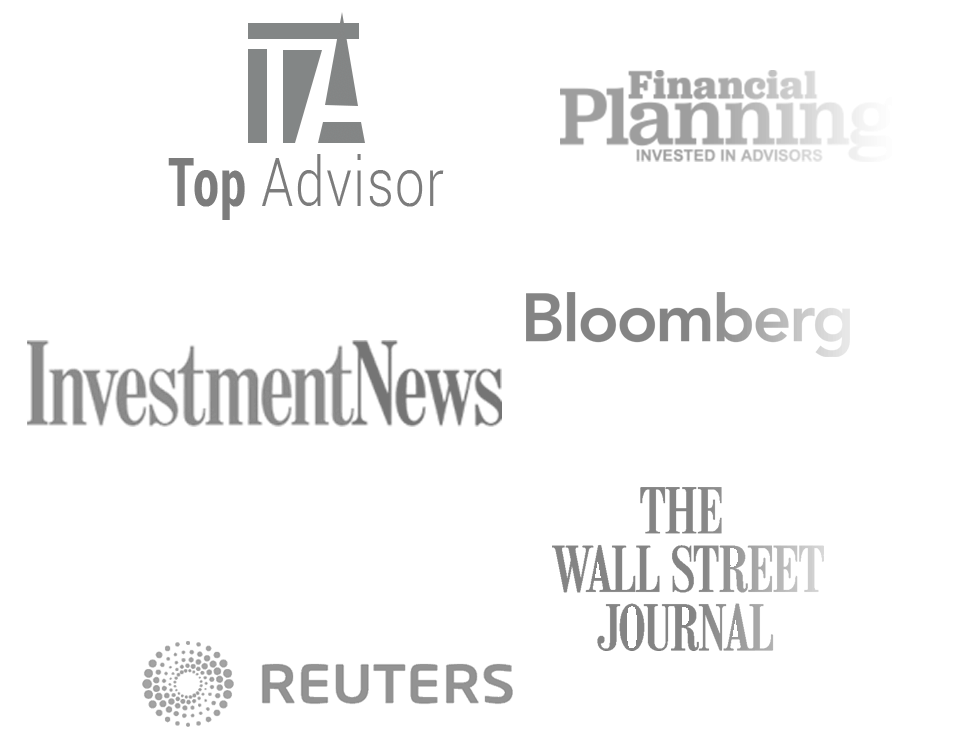 TA
Top Advisor
Financial
Planning
INVESTED IN ADVISORS
Bloomberg
InvestmentNews
THE
WALL STREET
JOURNAL
REUTERS